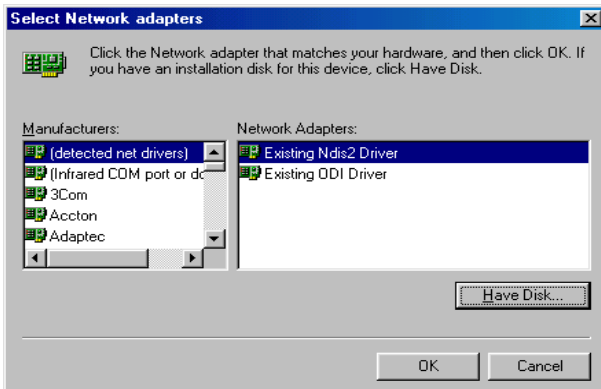 Select Network adapters
Click the Network adapter that matches your hardware, and then click OK. If
you have an installation disk for this device, click Have Disk.
Manufacturers:
(detected net drivers)
(Infrared COM port or dc
3Com
Accton
Adaptec
Network Adapters:
Existing Ndis2 Driver
Existing ODI Driver
Have Disk...
OK
Cancel